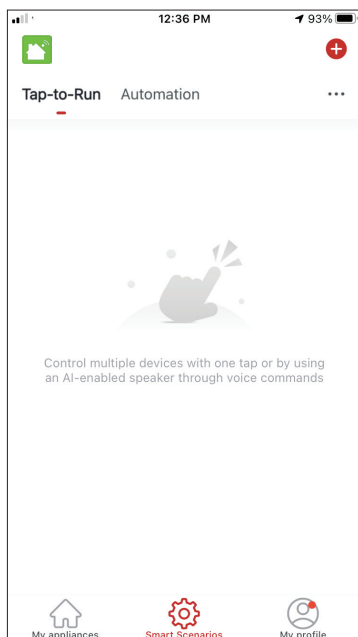 12:36 PM 93%
Tap-to-Run Automation ...
Control multiple devices with one tap or by using
an AI-enabled speaker through voice commands
My appliances Smart Scenarios My profile